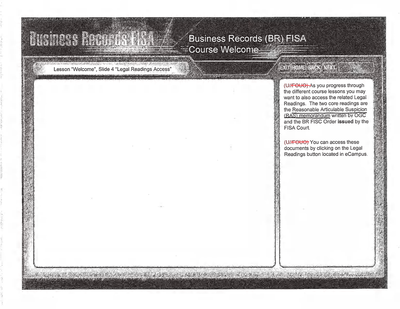 Business Records FISA
Business Records (BR) FISA
Course Welcome
EXIT HOME BACK NEXT
Lesson "Welcome", Slide 4 "Legal Readings Access"
(U//FOUO) As you progress through
the different course lessons you may
want to also access the related Legal
Readings. The two core readings are
the Reasonable Articulable Suspicion
(RAS) memorandum written by OGC
and the BR FISC Order issued by the
FISA Court.
(U//FOUO) You can access these
documents by clicking on the Legal
Readings button located in eCampus.